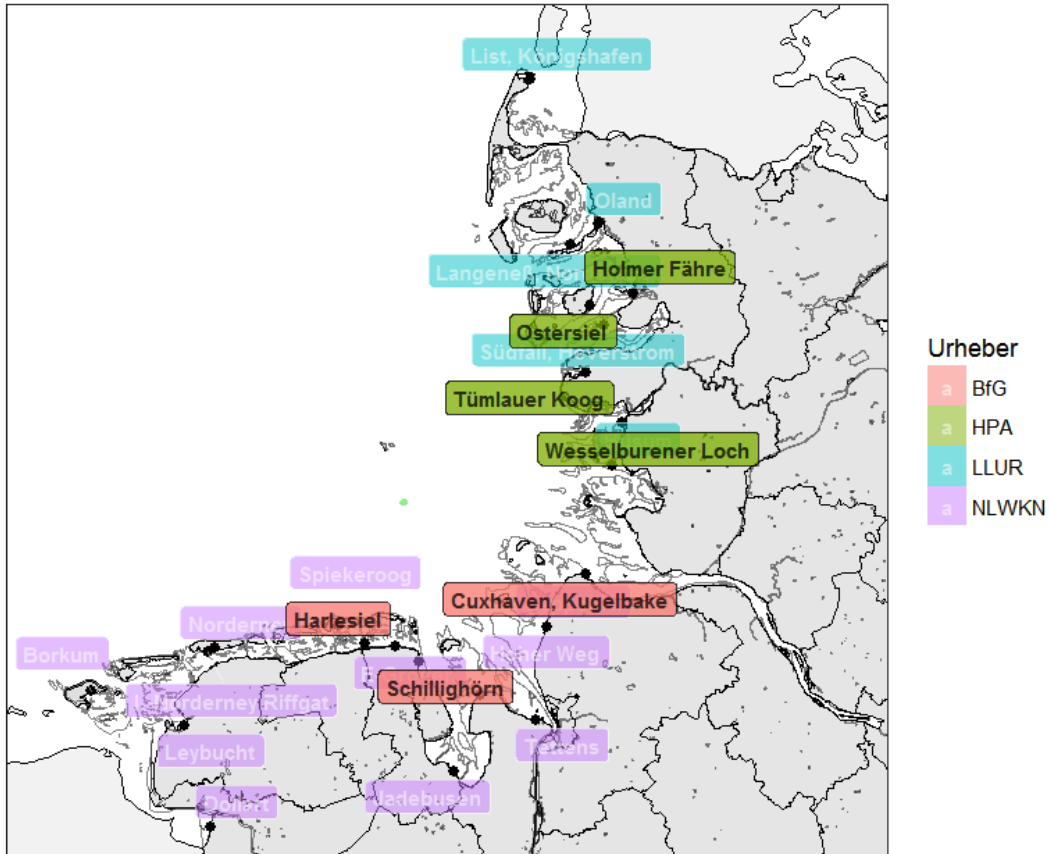 List, Königshafen
Oland
Langeneß, Nor
Holmer Fähre
Ostersiel
Südfall, Heverstrom
Tümlauer Koog
Wesselburener Loch
Spiekeroog
Cuxhaven, Kugelbake
Harlesiel
Hoher Weg
Borkum
Schillighörn
Norderney Riffgat
Leybucht
Tettens
Jadebusen
Dollart
Urheber
a BfG
a HPA
a LLUR
a NLWKN